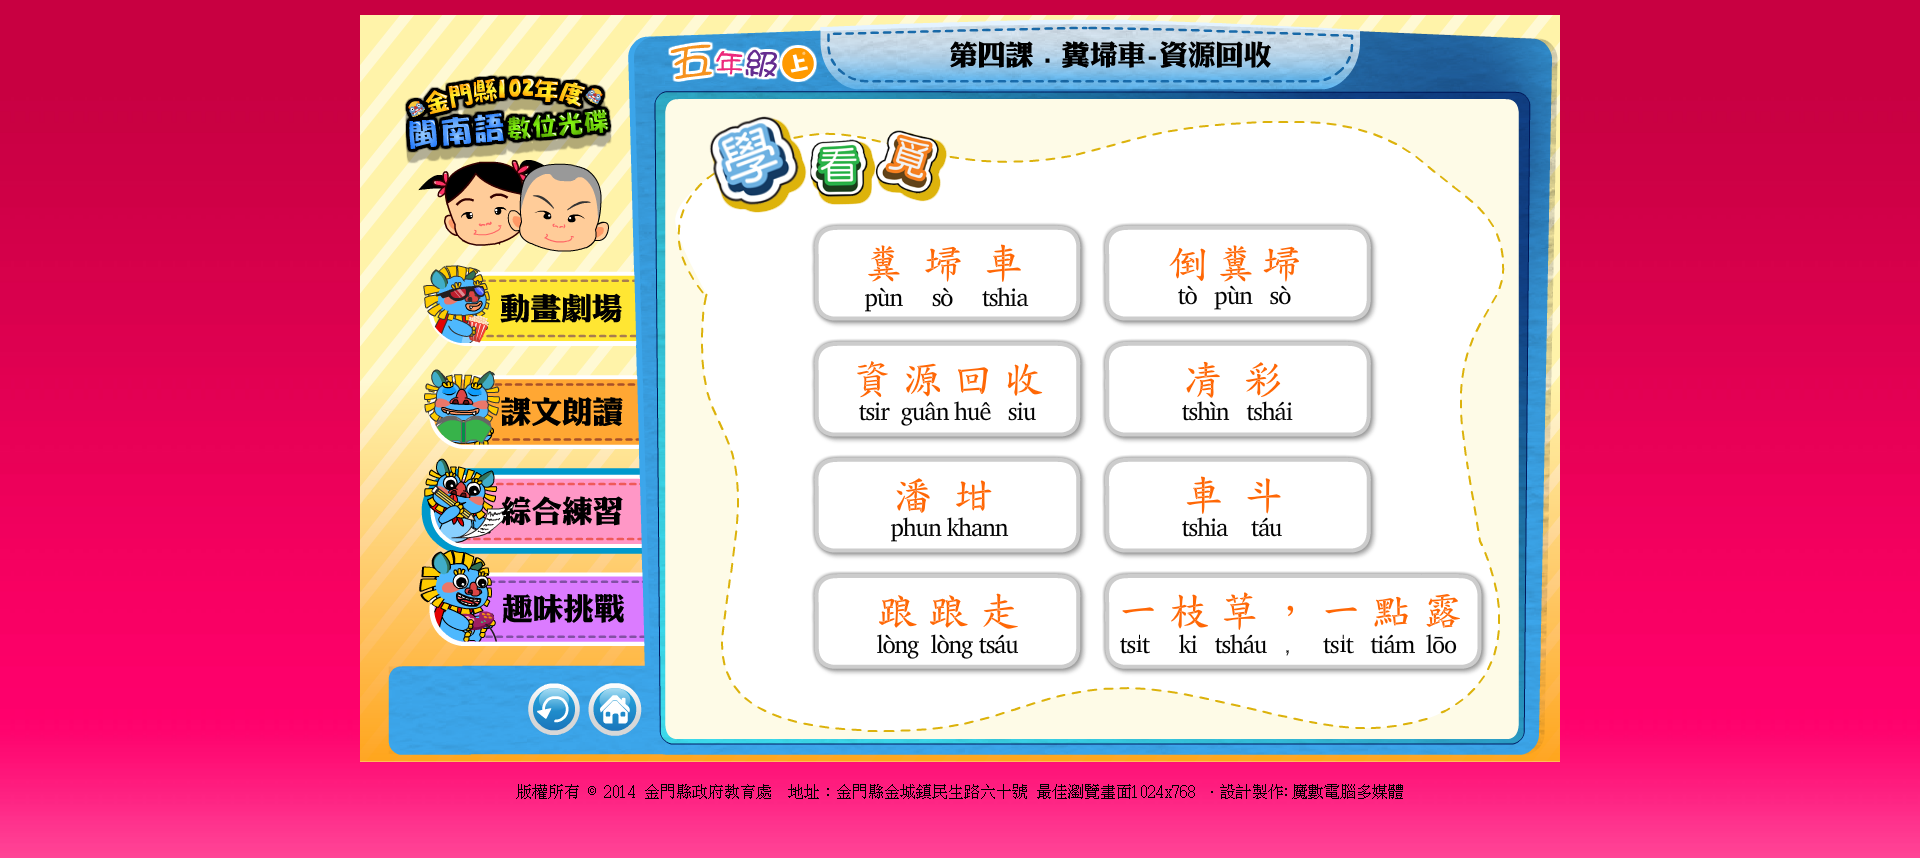 金門縣102年度
閩南語數位光碟
動畫劇場
課文朗讀
綜合練習
趣味挑戰
五年級上
第四課．糞埽車-資源回收
學看覓
糞 埽 車
pùn sò tshia
倒 糞 埽
tò pùn sò
資 源 回 收
tsir guân huê siu
凊 彩
tshìn tshái
潘 坩
phun khann
車 斗
tshia táu
踉 踉 走
lòng lòng tsáu
一 枝 草 ， 一 點 露
tsi̍t ki tsháu , tsi̍t tiám lōo
版權所有 © 2014 金門縣政府教育處 地址：金門縣金城鎮民生路六十號 最佳瀏覽畫面1024x768 ．設計製作:魔數電腦多媒體